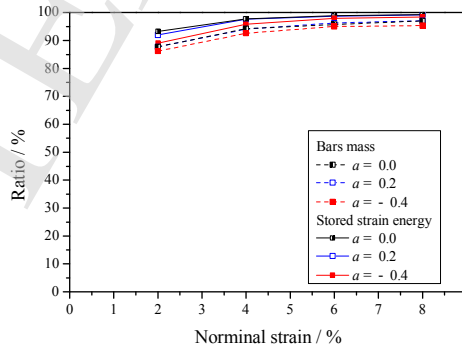 100
90
80
70
60
50
40
30
20
10
0
Ratio / %
Bars mass
a = 0.0
a = 0.2
a = - 0.4
Stored strain energy
a = 0.0
a = 0.2
a = - 0.4
0 1 2 3 4 5 6 7 8
Norminal strain / %